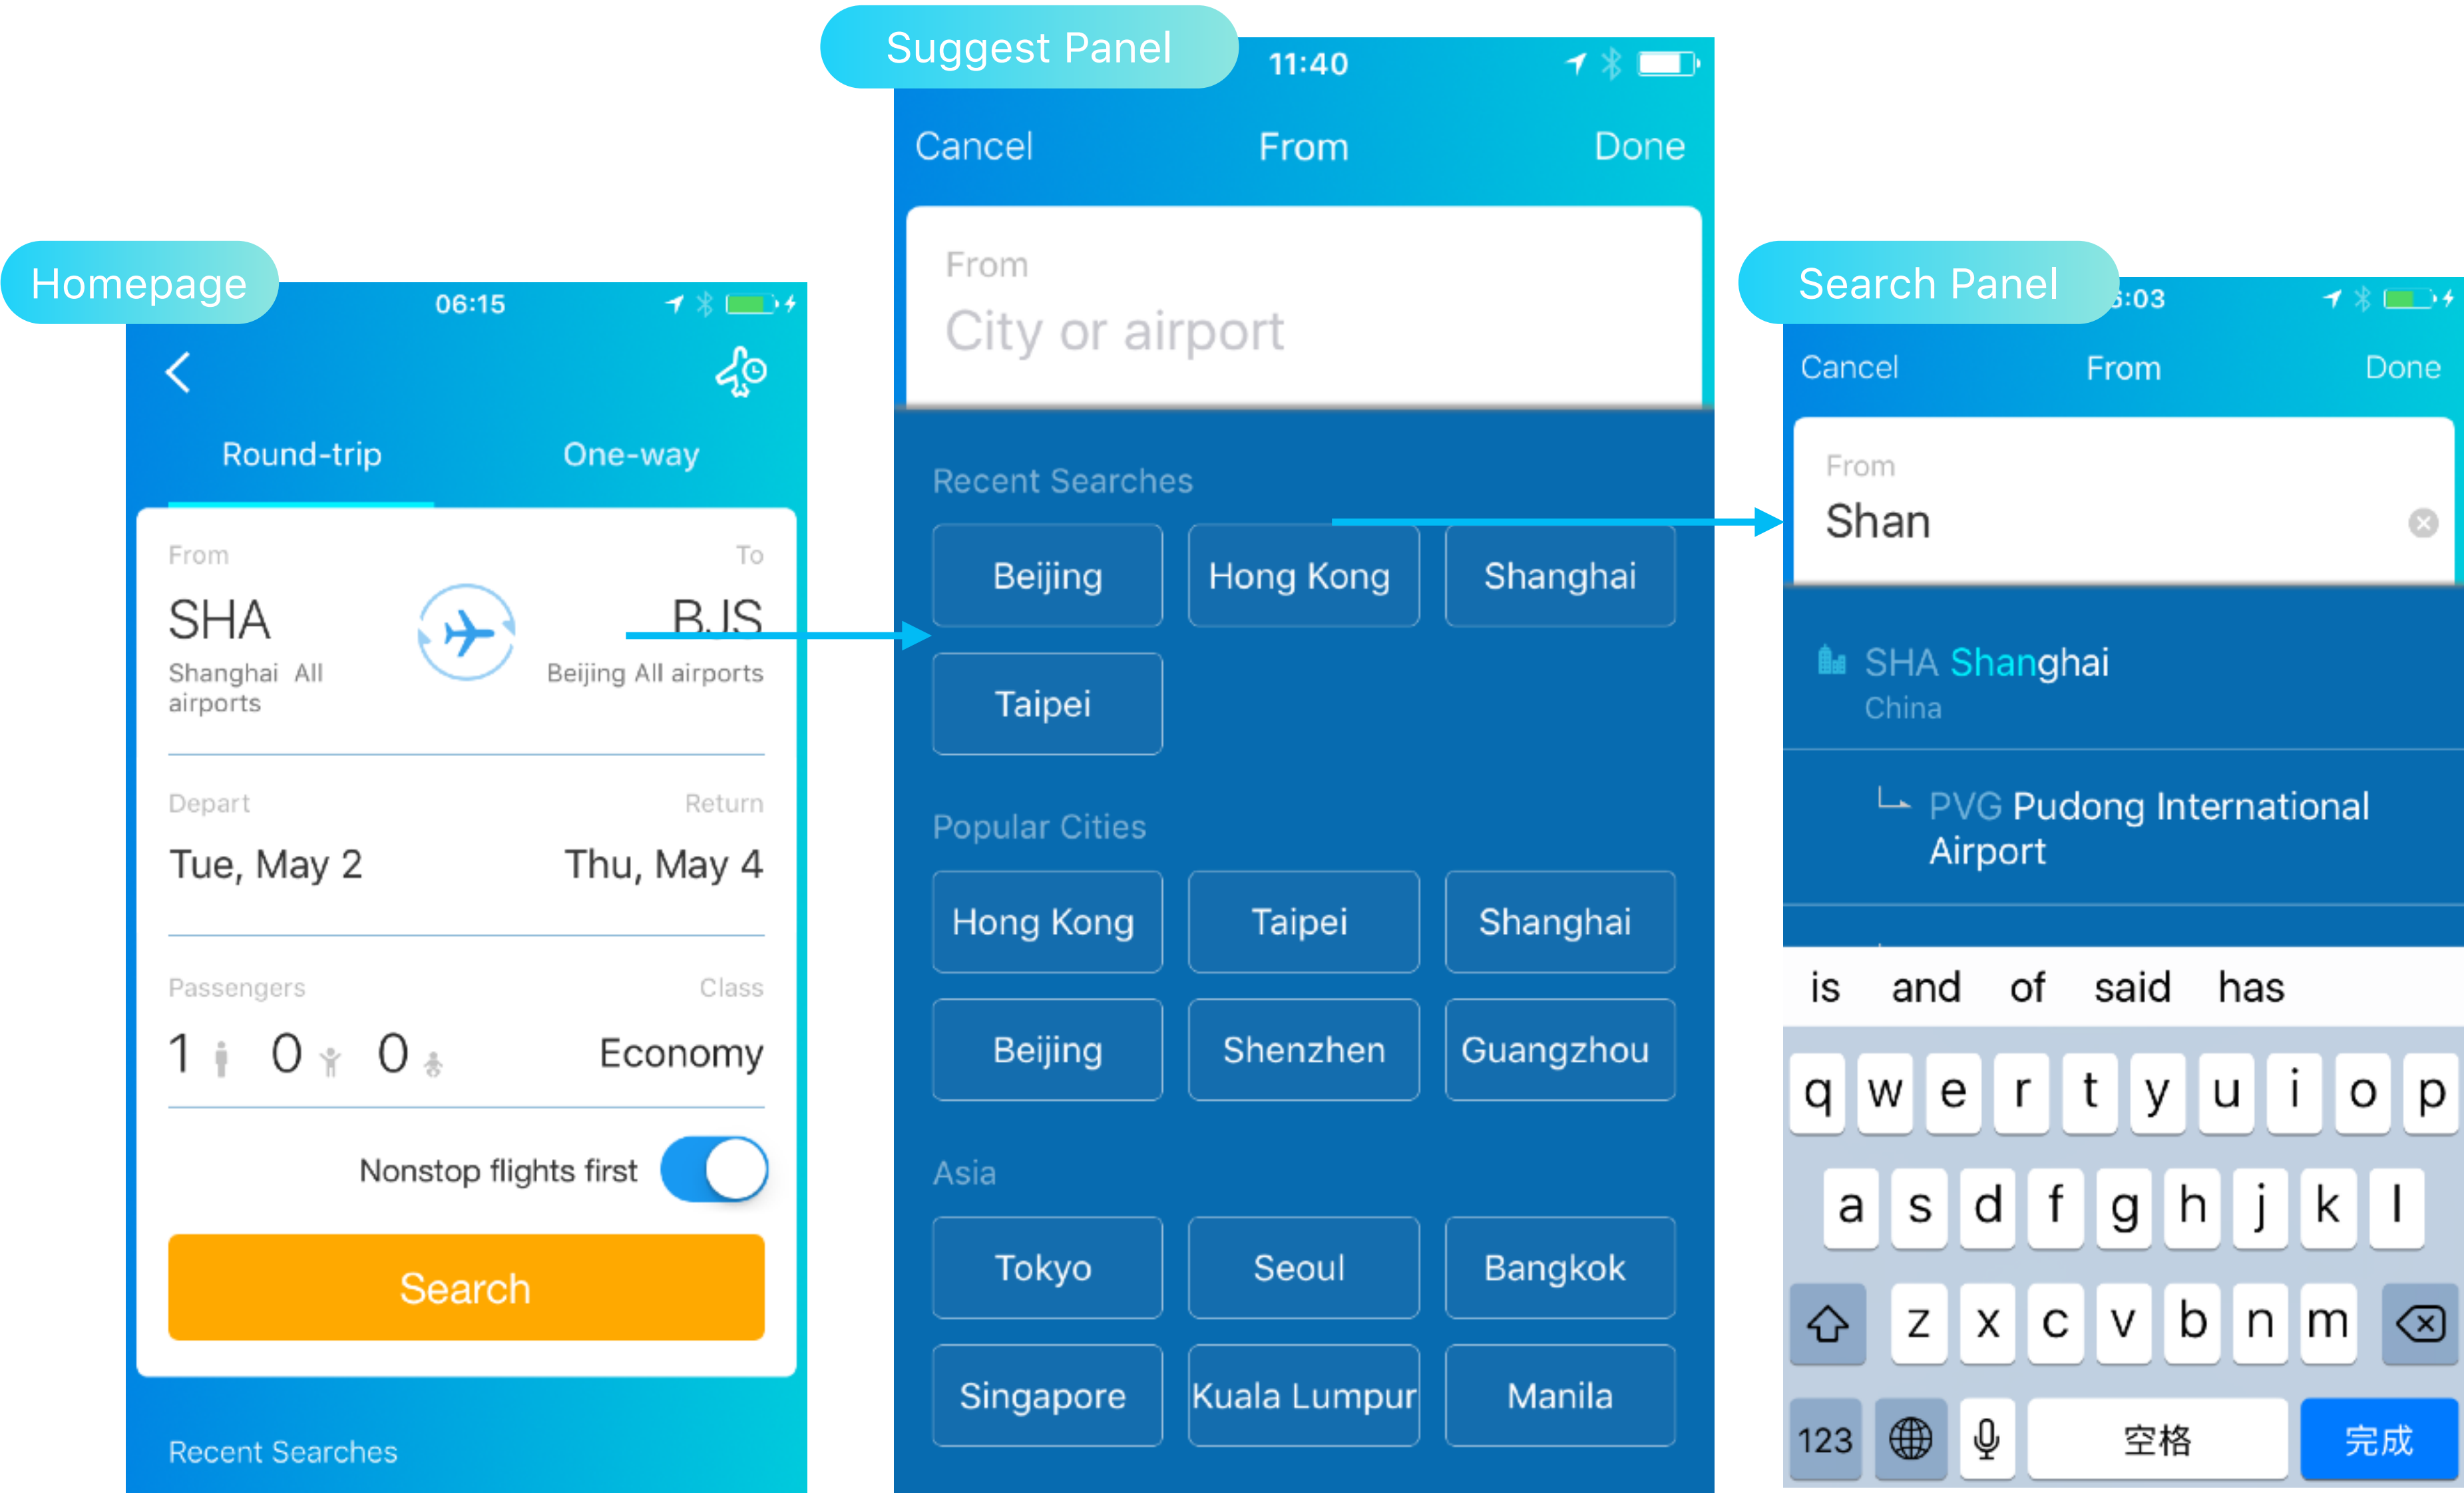 Homepage
06:15
Round-trip One-way
From To
SHA BJS
Shanghai All airports Beijing All airports
Depart Return
Tue, May 2 Thu, May 4
Passengers Class
1 0 0 Economy
Nonstop flights first
Search
Recent Searches
Suggest Panel
11:40
Cancel From Done
From
City or airport
Recent Searches
Beijing Hong Kong Shanghai
Taipei
Popular Cities
Hong Kong Taipei Shanghai
Beijing Shenzhen Guangzhou
Asia
Tokyo Seoul Bangkok
Singapore Kuala Lumpur Manila
Search Panel
:03
Cancel From Done
From
Shan
SHA Shanghai
China
PVG Pudong International
Airport
is and of said has
q w e r t y u i o p
a s d f g h j k l
z x c v b n m
123 空格 完成